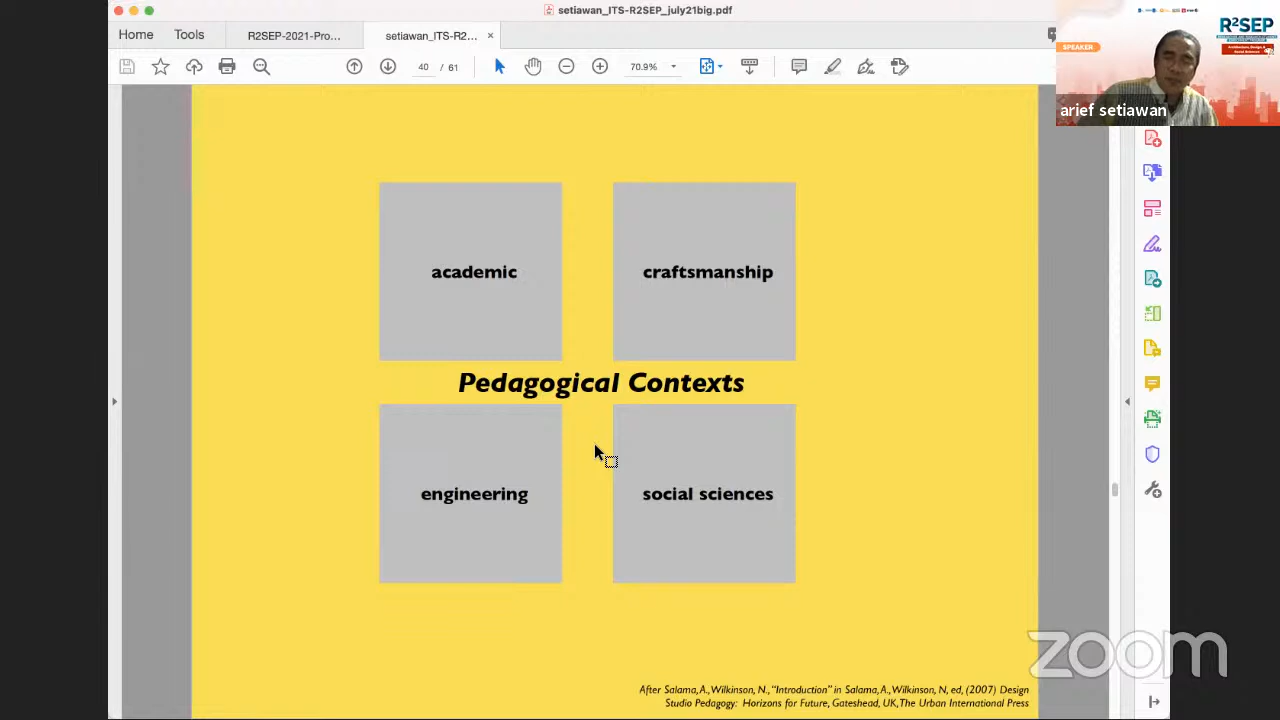 setiawan_ITS-R2SEP_july21big.pdf
Home
Tools
R2SEP-2021-Pro...
setiawan_ITS-R2...
×
40 / 61
70.9%
R²SEP
SPEAKER
arief setiawan
academic
craftsmanship
Pedagogical Contexts
engineering
social sciences
After Salama, A., Wilkinson, N., “Introduction” in Salama, A., Wilkinson, N, ed, (2007) Design
Studio Pedagogy: Horizons for Future, Gateshead, UK, The Urban International Press
zoom